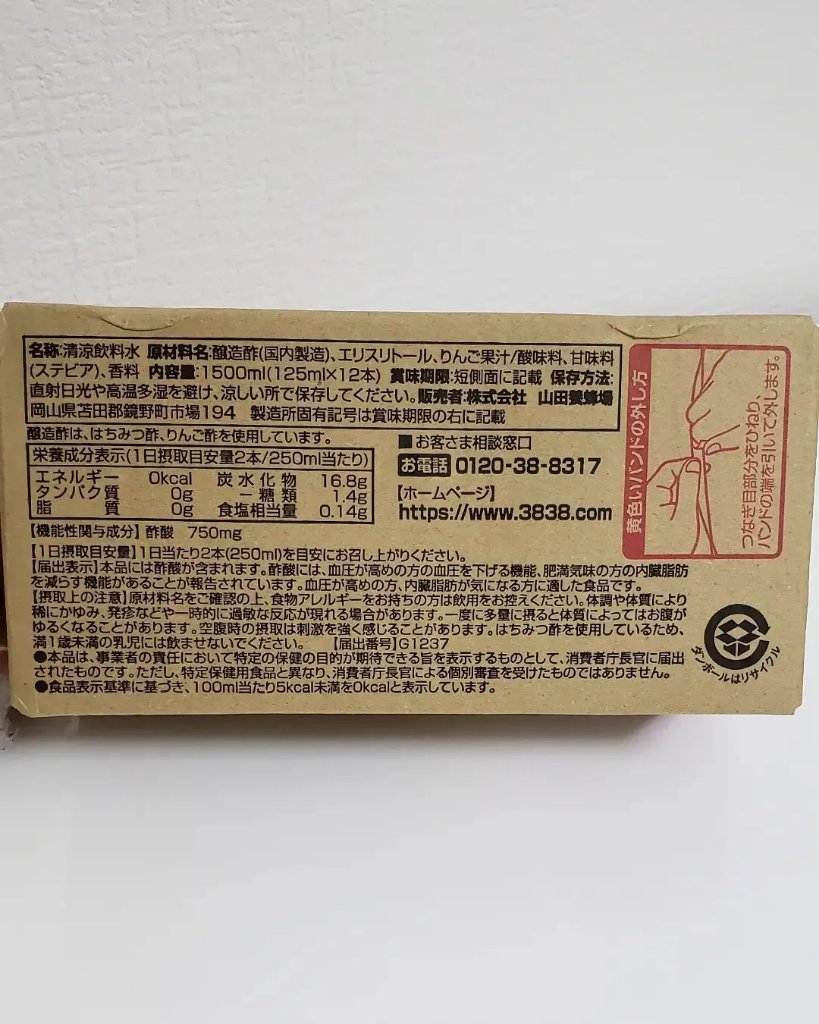 名称:清涼飲料水 原材料名:醸造酢(国内製造)、エリスリトール、りんご果汁/酸味料、甘味料
(ステビア)、香料 内容量:1500ml(125ml×12本) 賞味期限:短側面に記載 保存方法:
直射日光や高温多湿を避け、涼しい所で保存してください。販売者:株式会社 山田養蜂場
岡山県苫田郡鏡野町市場194 製造所固有記号は賞味期限の右に記載
醸造酢は、はちみつ酢、りんご酢を使用しています。
栄養成分表示(1日摂取目安量2本/250ml当たり)
エネルギー 0kcal 炭水化物 16.8g
タンパク質 0g ー糖類 1.4g
脂質 0g 食塩相当量 0.14g
■お客さま相談窓口
お電話 0120-38-8317
【ホームページ】
https://www.3838.com
【機能性関与成分】酢酸 750mg
【1日摂取目安量】1日当たり2本(250ml)を目安にお召し上がりください。
【届出表示】本品には酢酸が含まれます。酢酸には、血圧が高めの方の血圧を下げる機能、肥満気味の方の内臓脂肪
を減らす機能があることが報告されています。血圧が高めの方、内臓脂肪が気になる方に適した食品です。
【摂取上の注意】原材料名をご確認の上、食物アレルギーをお持ちの方は飲用をお控えください。体調や体質により
稀にかゆみ、発疹などや一時的に過敏な反応が現れる場合があります。一度に多量に摂ると体質によってはお腹が
ゆるくなることがあります。空腹時の摂取は刺激を強く感じることがあります。はちみつ酢を使用しているため、
満1歳未満の乳児には飲ませないでください。 【届出番号】G1237
●本品は、事業者の責任において特定の保健の目的が期待できる旨を表示するものとして、消費者庁長官に届出
されたものです。ただし、特定保健用食品と異なり、消費者庁長官による個別審査を受けたものではありません。
●食品表示基準に基づき、100ml当たり5kcal未満を0kcalと表示しています。
黄色いバンドの外し方
つなぎ目部分をひねり、
バンドの端を引いて外します。
ダンボールはリサイクル